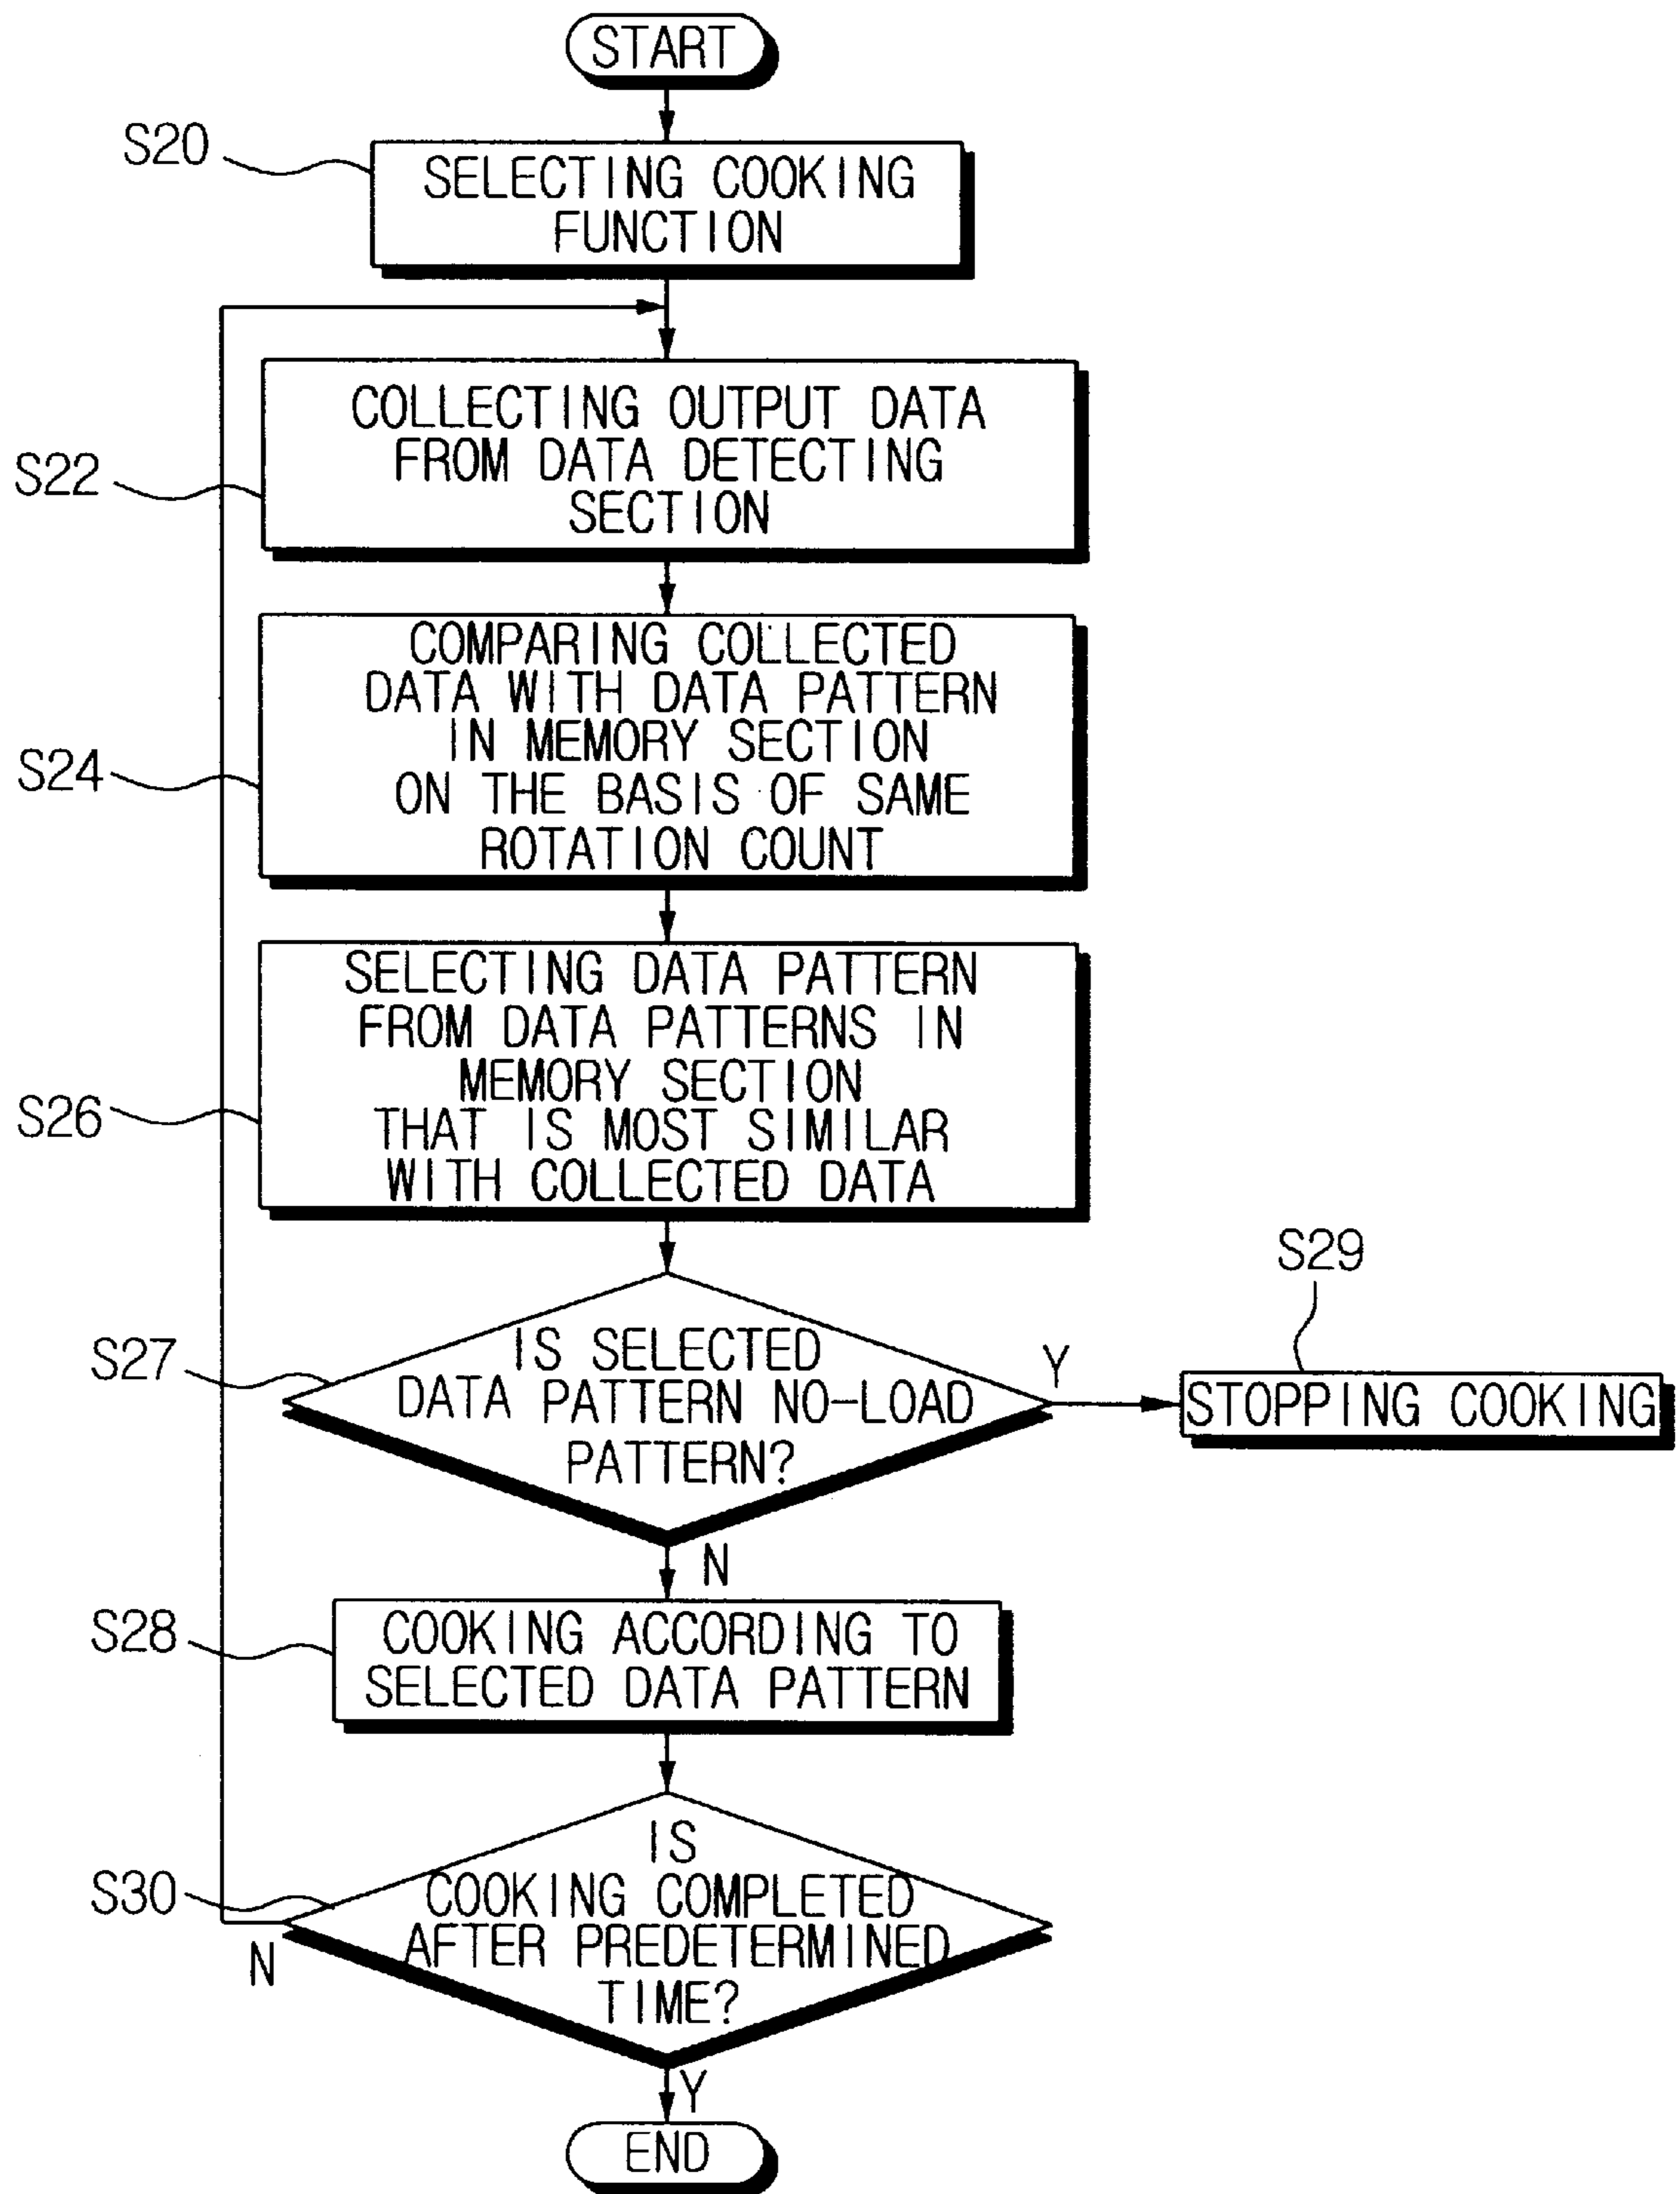 START
S20
SELECTING COOKING
FUNCTION
S22
COLLECTING OUTPUT DATA
FROM DATA DETECTING
SECTION
S24
COMPARING COLLECTED
DATA WITH DATA PATTERN
IN MEMORY SECTION
ON THE BASIS OF SAME
ROTATION COUNT
S26
SELECTING DATA PATTERN
FROM DATA PATTERNS IN
MEMORY SECTION
THAT IS MOST SIMILAR
WITH COLLECTED DATA
S27
IS SELECTED
DATA PATTERN NO-LOAD
PATTERN?
Y
S29
STOPPING COOKING
N
S28
COOKING ACCORDING TO
SELECTED DATA PATTERN
S30
IS
COOKING COMPLETED
AFTER PREDETERMINED
TIME?
N
Y
END